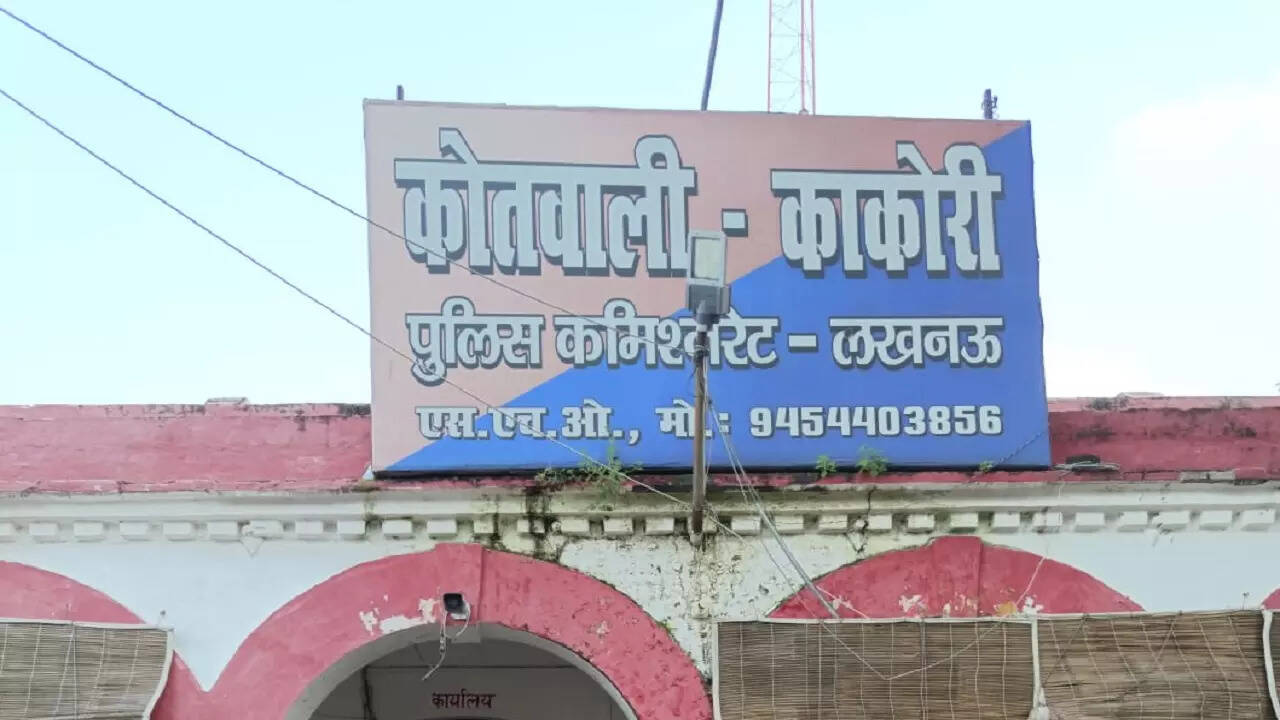 कोतवाली - काकोरी
पुलिस कमिश्नरेट - लखनऊ
एस.एच.ओ., मो.: 9454403856
कार्यालय